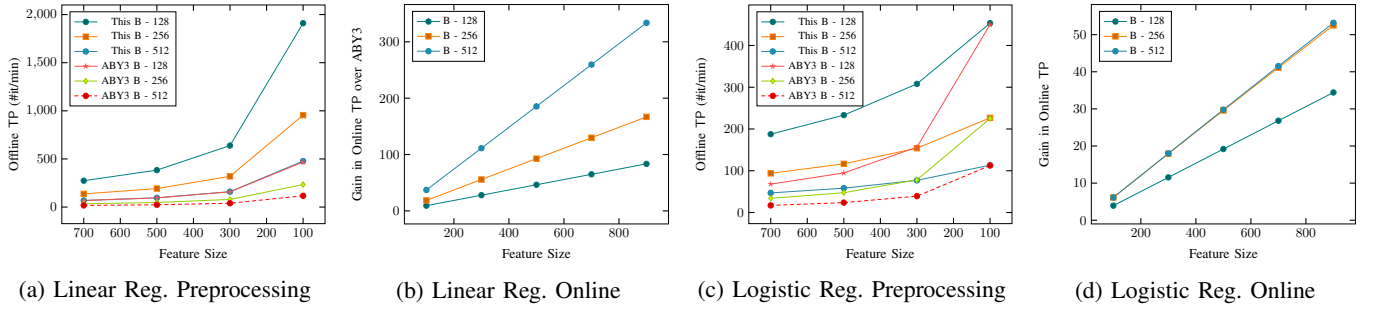 2,000
1,500
1,000
500
0
Offline TP (#it/min)
This B - 128
This B - 256
This B - 512
ABY3 B - 128
ABY3 B - 256
ABY3 B - 512
700 600 500 400 300 200 100
Feature Size
(a) Linear Reg. Preprocessing
300
200
100
0
Gain in Online TP over ABY3
B - 128
B - 256
B - 512
200 400 600 800
Feature Size
(b) Linear Reg. Online
400
300
200
100
0
Offline TP (#it/min)
This B - 128
This B - 256
This B - 512
ABY3 B - 128
ABY3 B - 256
ABY3 B - 512
700 600 500 400 300 200 100
Feature Size
(c) Logistic Reg. Preprocessing
50
40
30
20
10
0
Gain in Online TP
B - 128
B - 256
B - 512
200 400 600 800
Feature Size
(d) Logistic Reg. Online